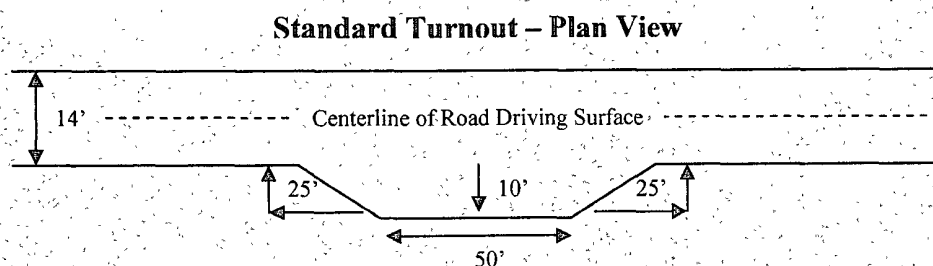 Standard Turnout – Plan View
14'
Centerline of Road Driving Surface
25'
10'
25'
50'